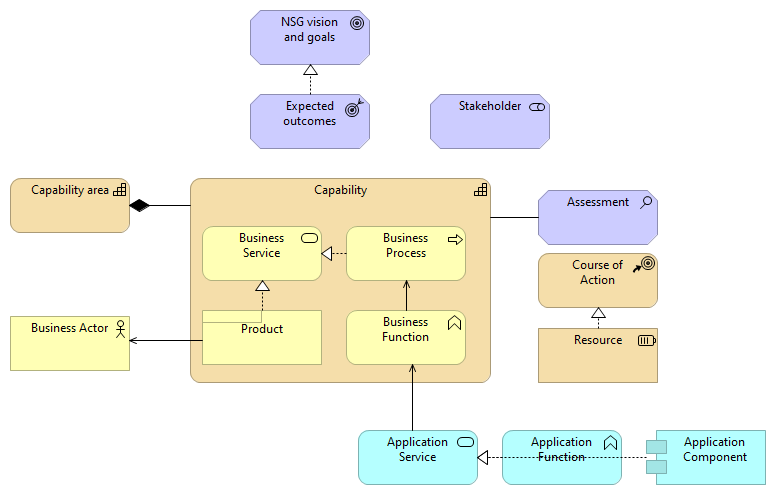 NSG vision
and goals
Expected
outcomes
Stakeholder
Capability area
Capability
Assessment
Business
Service
Business
Process
Course of
Action
Business Actor
Product
Business
Function
Resource
Application
Service
Application
Function
Application
Component